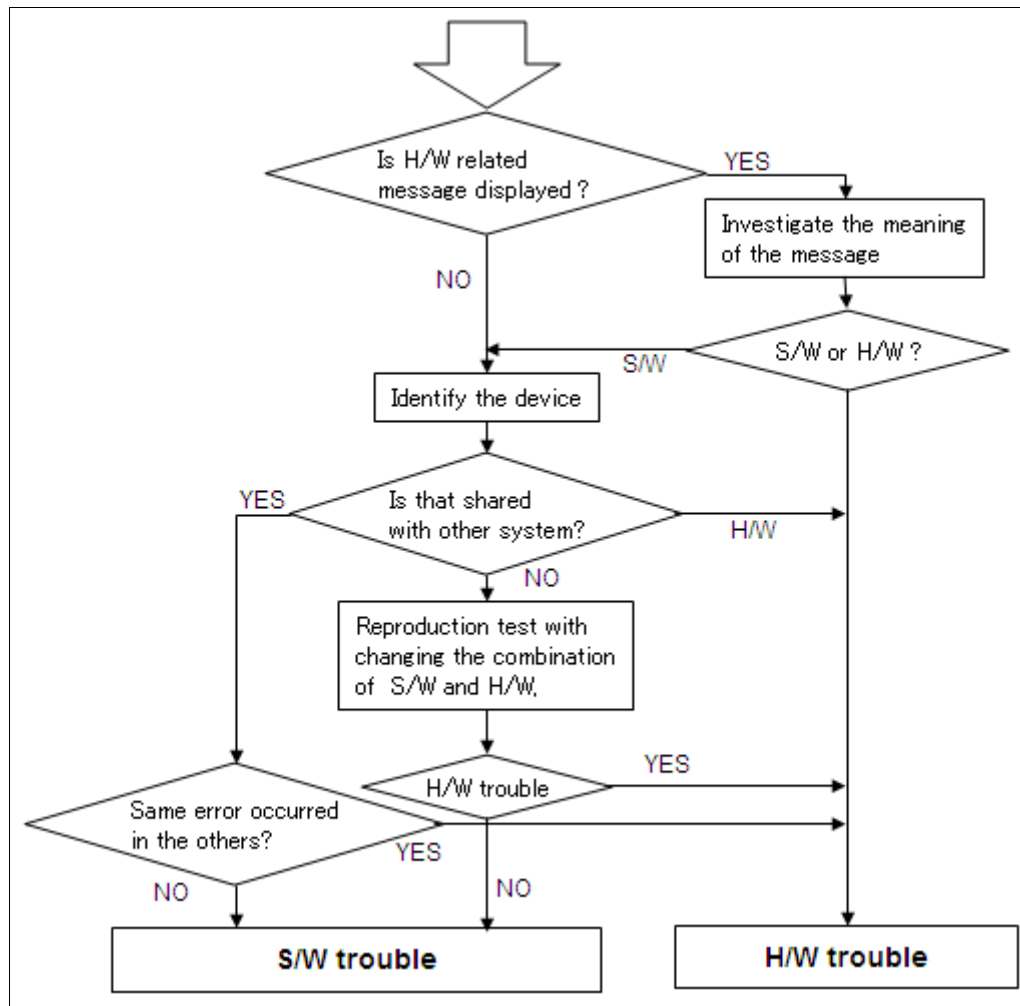 Is H/W related
message displayed ?
YES
Investigate the meaning
of the message
NO
S/W or H/W ?
S/W
Identify the device
YES
Is that shared
with other system?
H/W
NO
Reproduction test with
changing the combination
of S/W and H/W,
H/W trouble
YES
Same error occurred
in the others?
YES
NO
NO
S/W trouble
H/W trouble